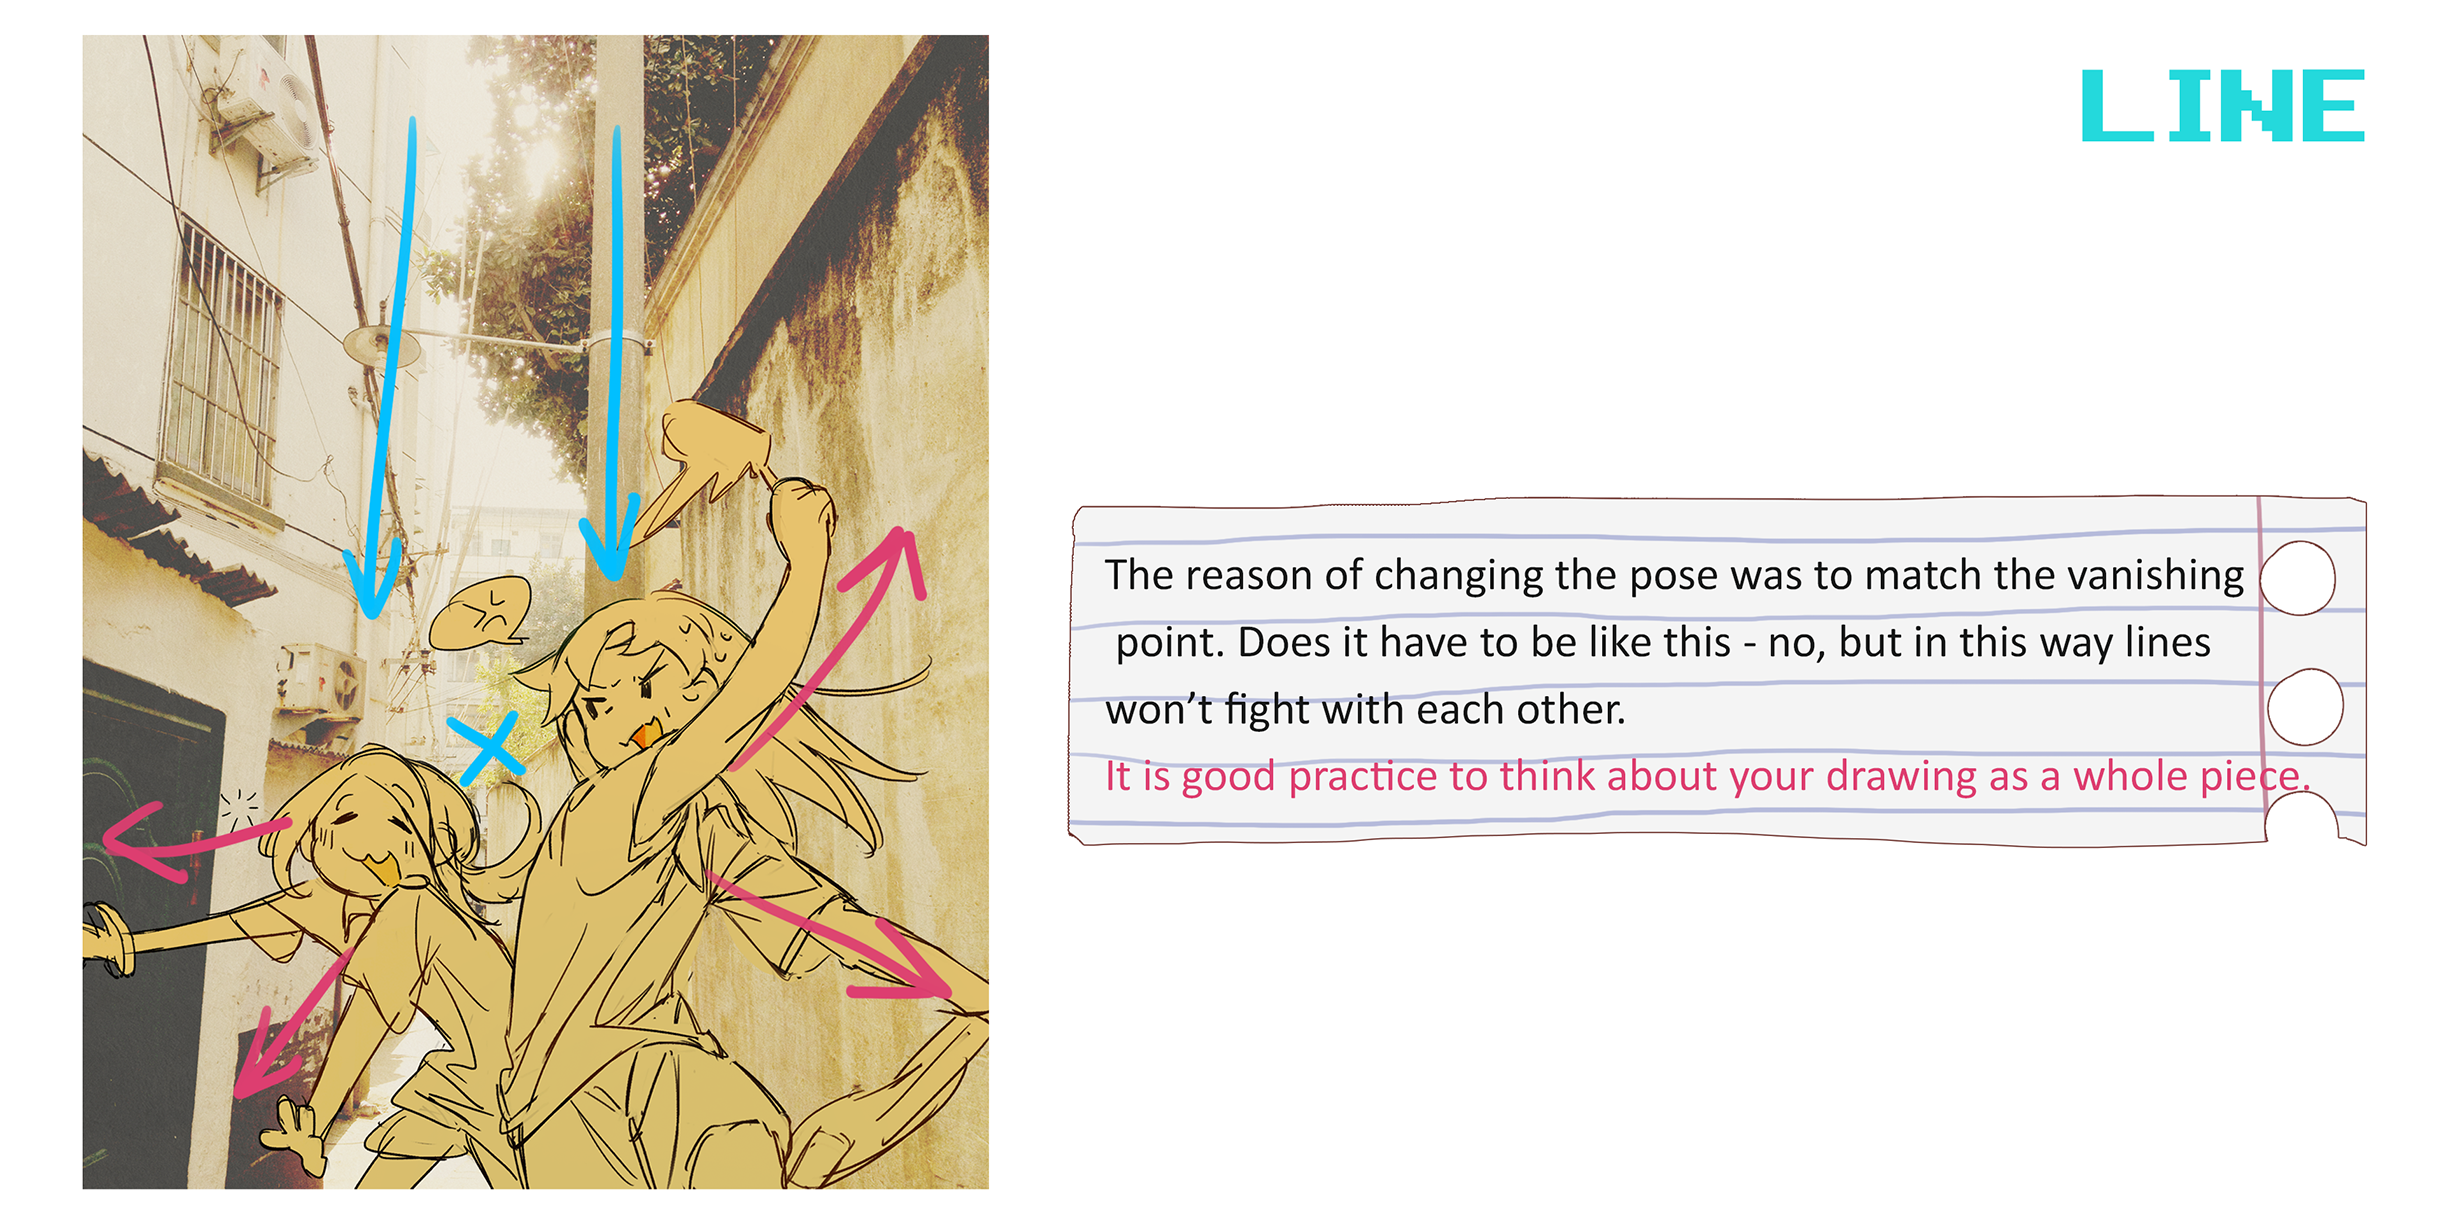 LINE
The reason of changing the pose was to match the vanishing
point. Does it have to be like this - no, but in this way lines
won’t fight with each other.
It is good practice to think about your drawing as a whole piece.